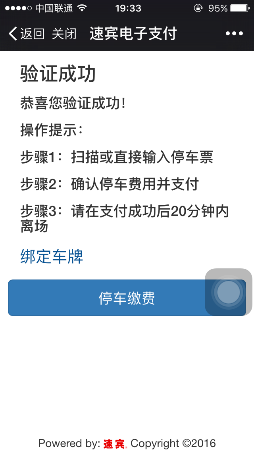 中国联通 19:33 95%
返回 关闭 速宾电子支付
验证成功
恭喜您验证成功!
操作提示:
步骤1: 扫描或直接输入停车票
步骤2: 确认停车费用并支付
步骤3: 请在支付成功后20分钟内
离场
绑定车牌
停车缴费
Powered by: 速宾. Copyright ©2016